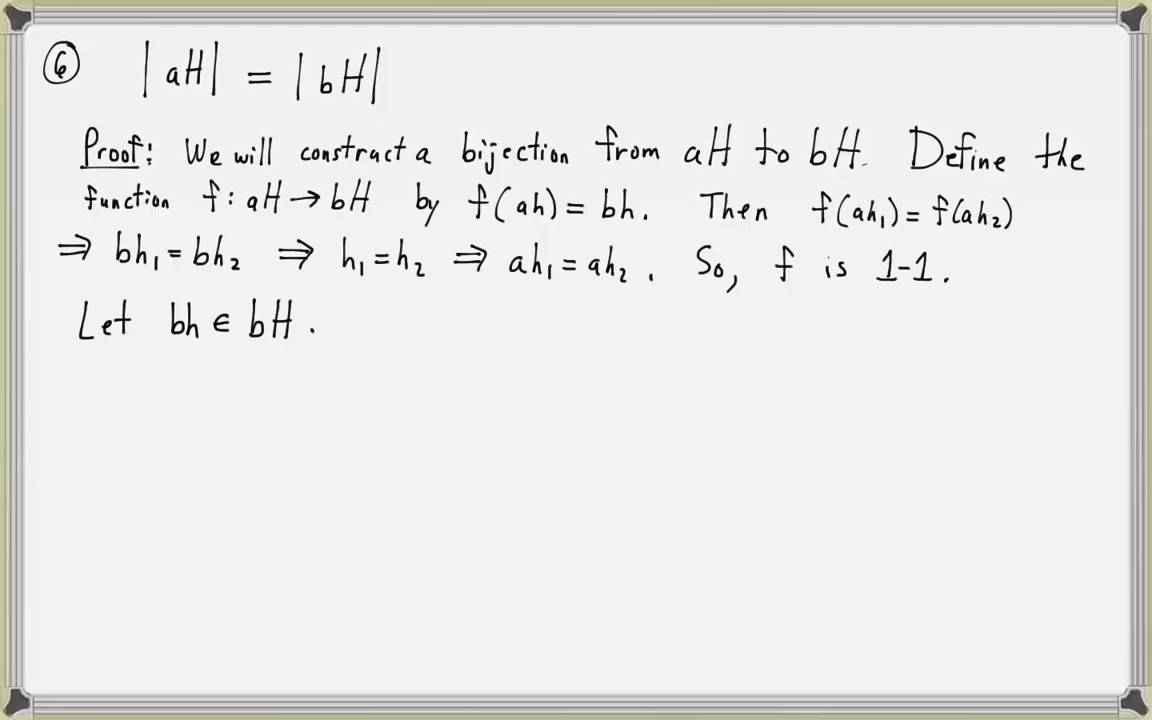 ⑥ |aH| = |bH|
Proof: We will construct a bijection from aH to bH. Define the
function f: aH → bH by f(ah) = bh. Then f(ah₁) = f(ah₂)
⇒ bh₁ = bh₂ ⇒ h₁ = h₂ ⇒ ah₁ = ah₂. So, f is 1-1.
Let bh ∈ bH.